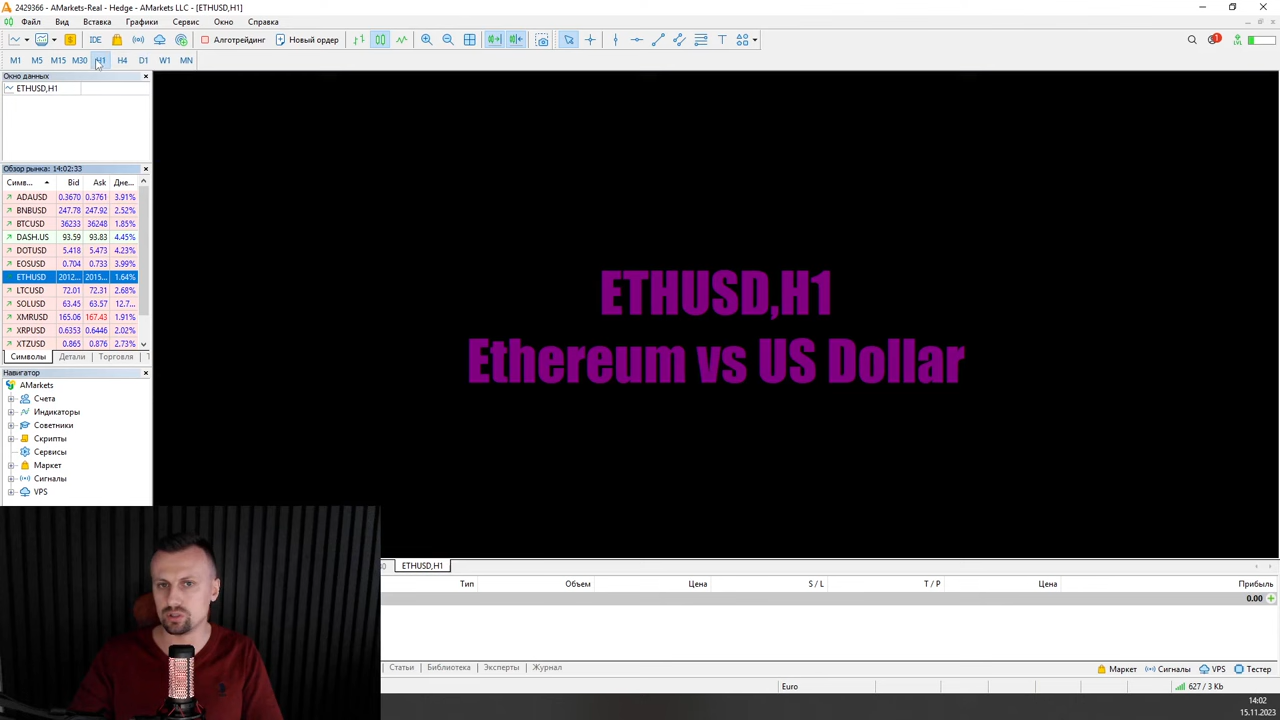 2429366 - AMarkets-Real - Hedge - AMarkets LLC - [ETHUSD,H1]
Файл Вид Вставка Графики Сервис Окно Справка
IDE Алготрейдинг Новый ордер LVL 1
M1 M5 M15 M30 H1 H4 D1 W1 MN
Окно данных
ETHUSD,H1
Обзор рынка: 14:02:33
Симв... Bid Ask Дне...
ADAUSD 0.3670 0.3761 3.91%
BNBUSD 247.78 247.92 2.52%
BTCUSD 36233 36248 1.85%
DASH.US 93.59 93.83 4.45%
DOTUSD 5.418 5.473 4.23%
EOSUSD 0.704 0.733 3.99%
ETHUSD 2012... 2015... 1.64%
LTCUSD 72.01 72.31 2.68%
SOLUSD 63.45 63.57 12.7...
XMRUSD 165.06 167.43 1.91%
XRPUSD 0.6353 0.6446 2.02%
XTZUSD 0.865 0.876 2.73%
Символы Детали Торговля
Навигатор
AMarkets
Счета
Индикаторы
Советники
Скрипты
Сервисы
Маркет
Сигналы
VPS
ETHUSD,H1
Ethereum vs US Dollar
ETHUSD,H1
Тип Объем Цена S / L T / P Цена Прибыль
0.00
Статьи Библиотека Эксперты Журнал
Маркет Сигналы VPS Тестер
Euro 627 / 3 Kb
14:02
15.11.2023